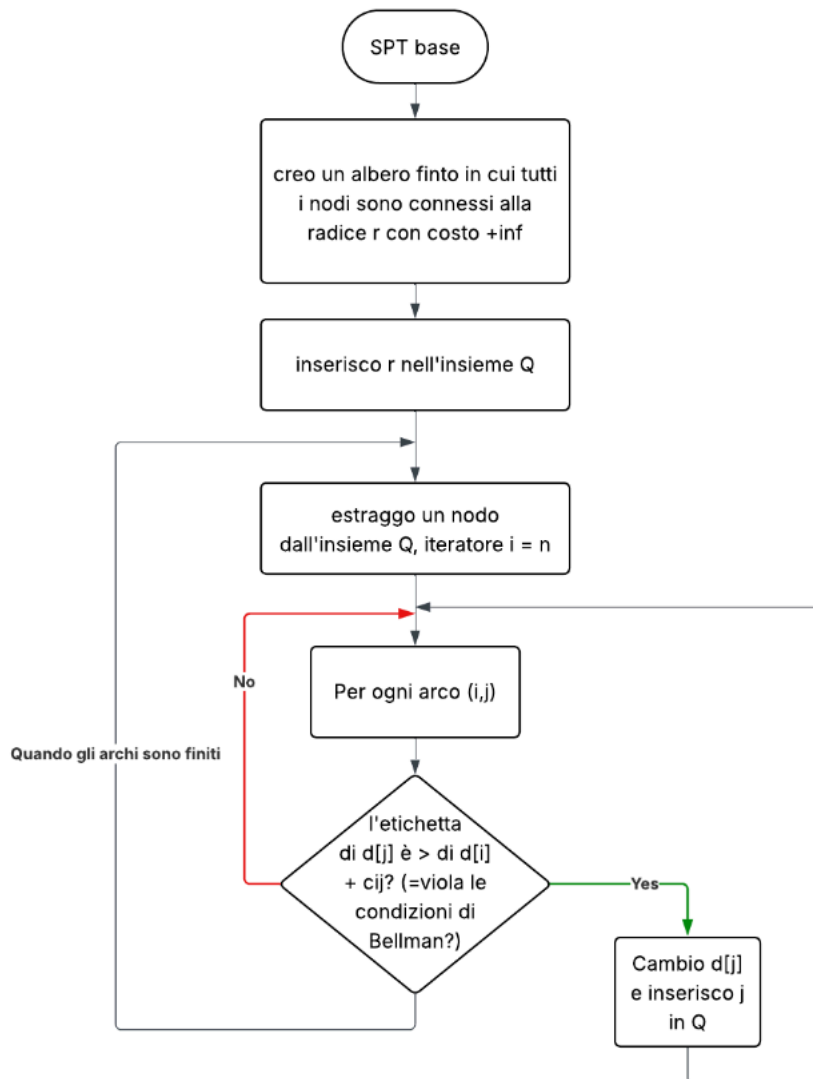 SPT base
creo un albero finto in cui tutti
i nodi sono connessi alla
radice r con costo +inf
inserisco r nell'insieme Q
estraggo un nodo
dall'insieme Q, iteratore i = n
No
Per ogni arco (i,j)
Quando gli archi sono finiti
l'etichetta
di d[j] è > di d[i]
+ cij? (=viola le
condizioni di
Bellman?)
Yes
Cambio d[j]
e inserisco j
in Q